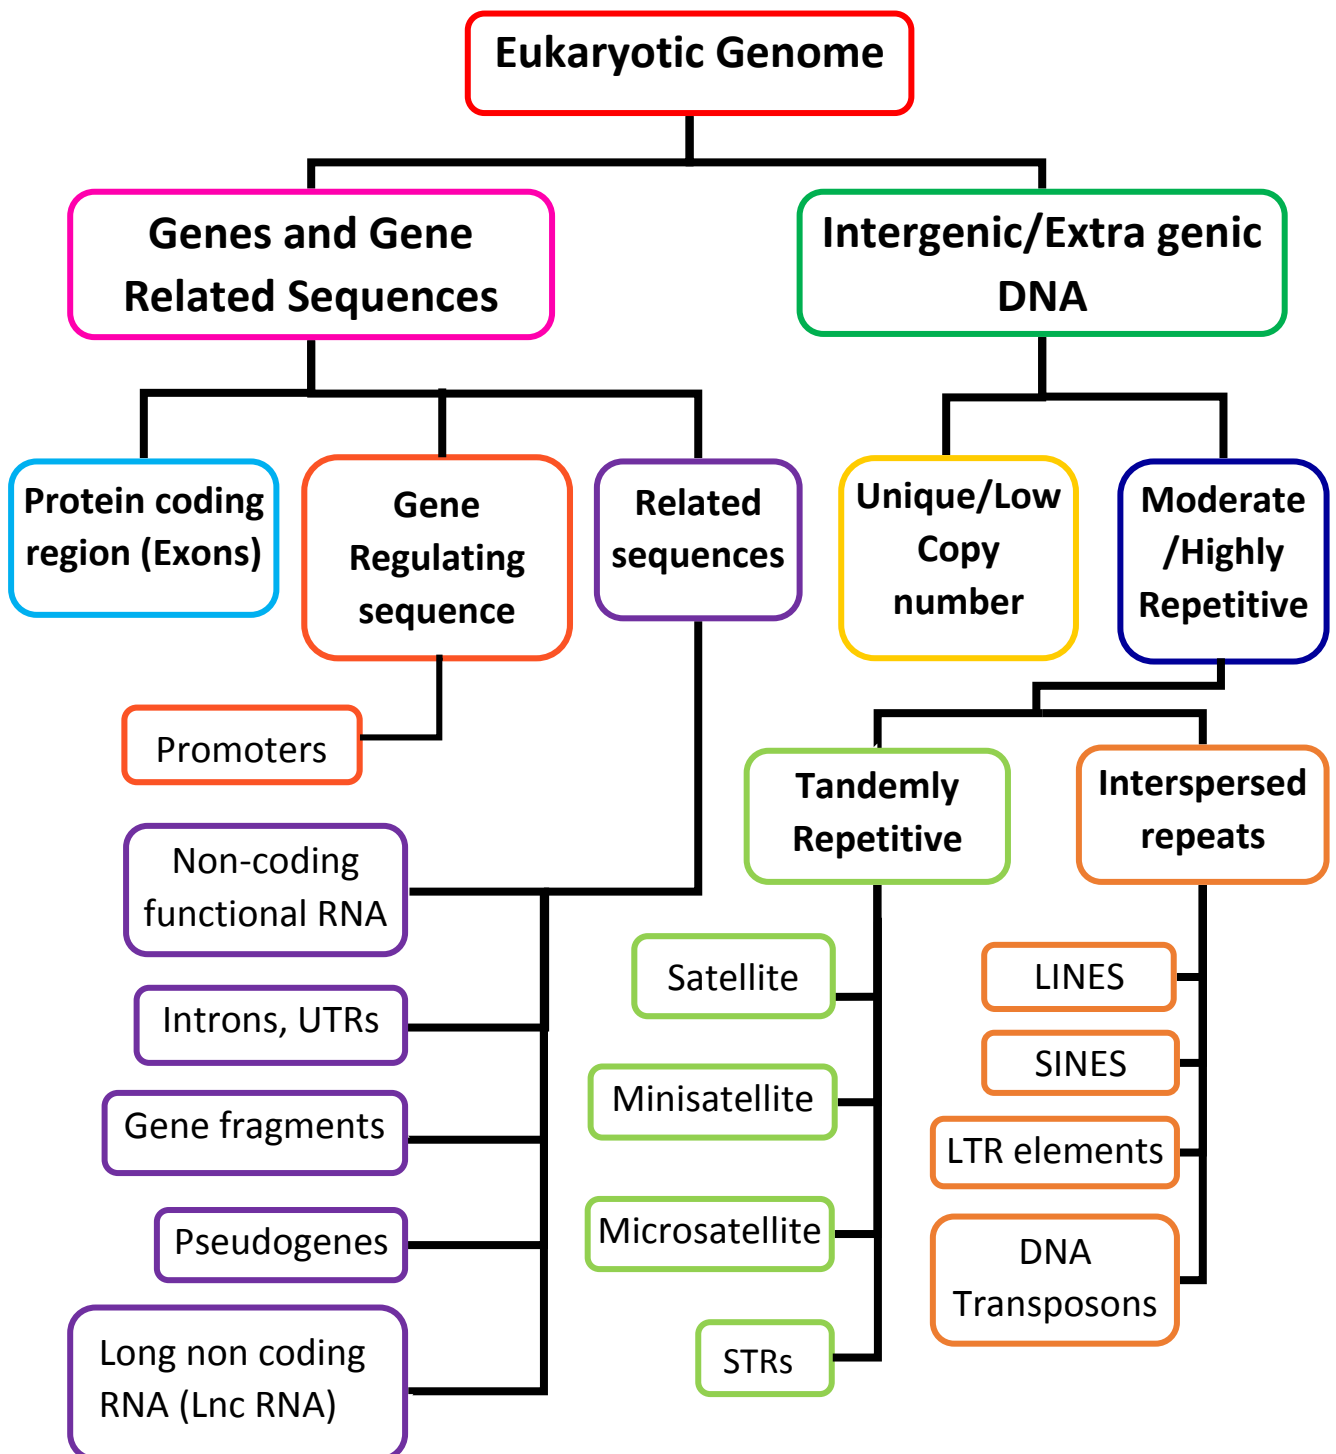 Eukaryotic Genome
Genes and Gene
Related Sequences
Intergenic/Extra genic
DNA
Protein coding
region (Exons)
Gene
Regulating
sequence
Related
sequences
Unique/Low
Copy
number
Moderate
/Highly
Repetitive
Promoters
Non-coding
functional RNA
Introns, UTRs
Gene fragments
Pseudogenes
Long non coding
RNA (Lnc RNA)
Tandemly
Repetitive
Satellite
Minisatellite
Microsatellite
STRs
Interspersed
repeats
LINES
SINES
LTR elements
DNA
Transposons